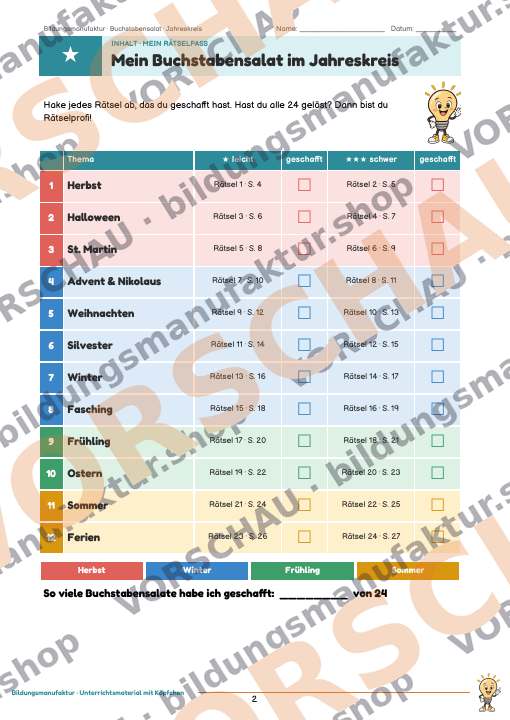 Bildungsmanufaktur · Buchstabensalat · Jahreskreis Name: ____________ Datum: ____________
INHALT · MEIN RÄTSELPASS
★ Mein Buchstabensalat im Jahreskreis
Hake jedes Rätsel ab, das du geschafft hast. Hast du alle 24 gelöst? Dann bist du
Rätselprofi!
Thema ★ leicht geschafft ★★★ schwer geschafft
1 Herbst Rätsel 1 · S. 4 ☐ Rätsel 2 · S. 5 ☐
2 Halloween Rätsel 3 · S. 6 ☐ Rätsel 4 · S. 7 ☐
3 St. Martin Rätsel 5 · S. 8 ☐ Rätsel 6 · S. 9 ☐
4 Advent & Nikolaus Rätsel 7 · S. 10 ☐ Rätsel 8 · S. 11 ☐
5 Weihnachten Rätsel 9 · S. 12 ☐ Rätsel 10 · S. 13 ☐
6 Silvester Rätsel 11 · S. 14 ☐ Rätsel 12 · S. 15 ☐
7 Winter Rätsel 13 · S. 16 ☐ Rätsel 14 · S. 17 ☐
8 Fasching Rätsel 15 · S. 18 ☐ Rätsel 16 · S. 19 ☐
9 Frühling Rätsel 17 · S. 20 ☐ Rätsel 18 · S. 21 ☐
10 Ostern Rätsel 19 · S. 22 ☐ Rätsel 20 · S. 23 ☐
11 Sommer Rätsel 21 · S. 24 ☐ Rätsel 22 · S. 25 ☐
12 Ferien Rätsel 23 · S. 26 ☐ Rätsel 24 · S. 27 ☐
Herbst Winter Frühling Sommer
So viele Buchstabensalate habe ich geschafft: ________ von 24
Bildungsmanufaktur · Unterrichtsmaterial mit Köpfchen
2
VORSCHAU · bildungsmanufaktur.shop
VORSCHAU